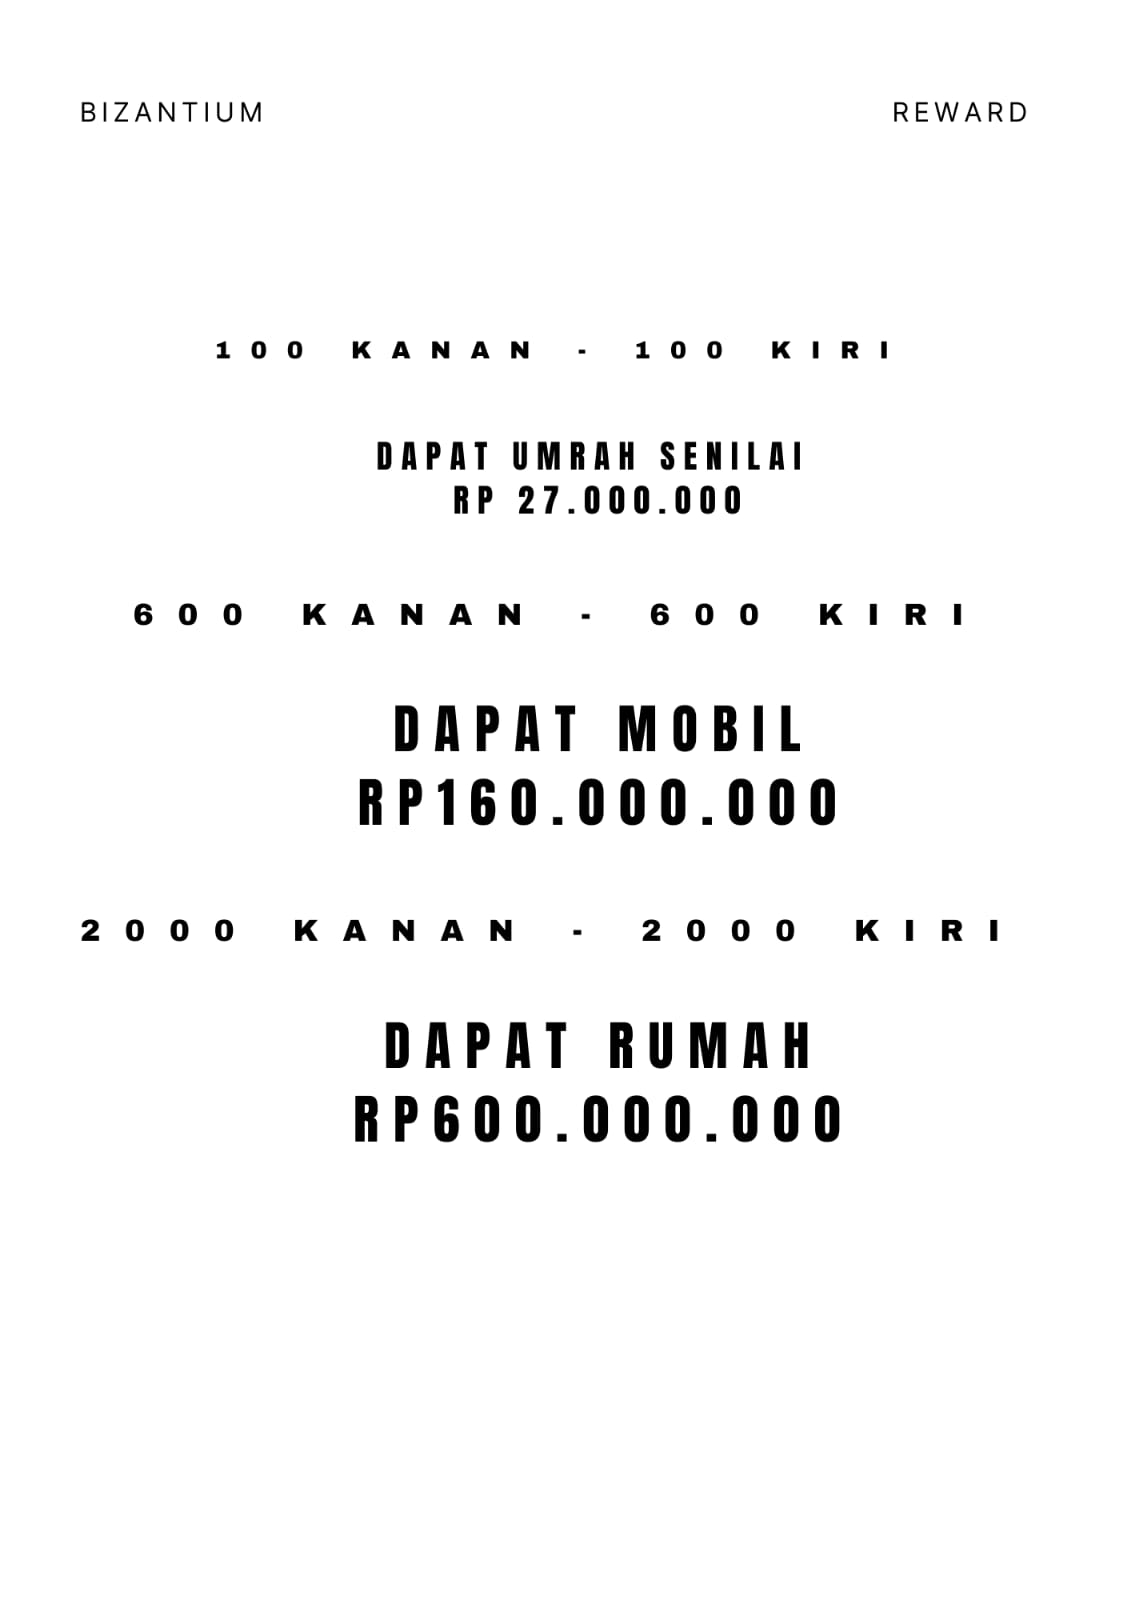 BIZANTIUM REWARD
100 KANAN - 100 KIRI
DAPAT UMRAH SENILAI
RP 27.000.000
600 KANAN - 600 KIRI
DAPAT MOBIL
RP160.000.000
2000 KANAN - 2000 KIRI
DAPAT RUMAH
RP600.000.000